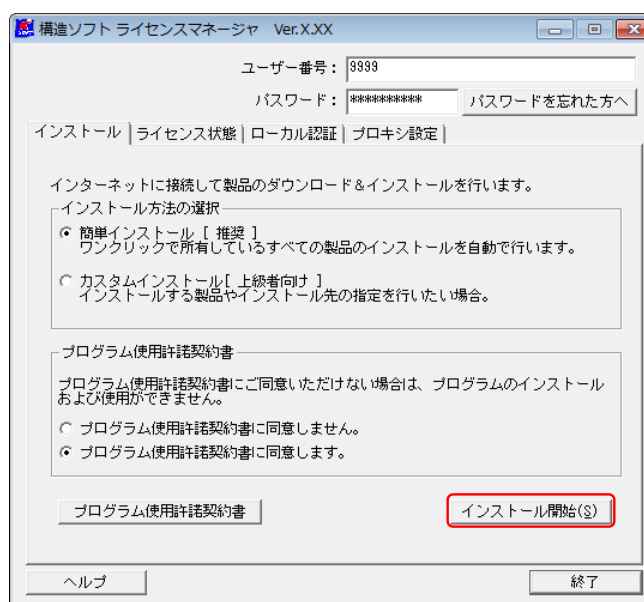 構造ソフト ライセンスマネージャ Ver.X.XX
ユーザー番号： 9999
パスワード： ********** パスワードを忘れた方へ
インストール ライセンス状態 ローカル認証 プロキシ設定
インターネットに接続して製品のダウンロード＆インストールを行います。
インストール方法の選択
簡単インストール [ 推奨 ]
ワンクリックで所有しているすべての製品のインストールを自動で行います。
カスタムインストール[ 上級者向け ]
インストールする製品やインストール先の指定を行いたい場合。
プログラム使用許諾契約書
プログラム使用許諾契約書にご同意いただけない場合は、プログラムのインストール
および使用ができません。
プログラム使用許諾契約書に同意しません。
プログラム使用許諾契約書に同意します。
プログラム使用許諾契約書 インストール開始(S)
ヘルプ 終了